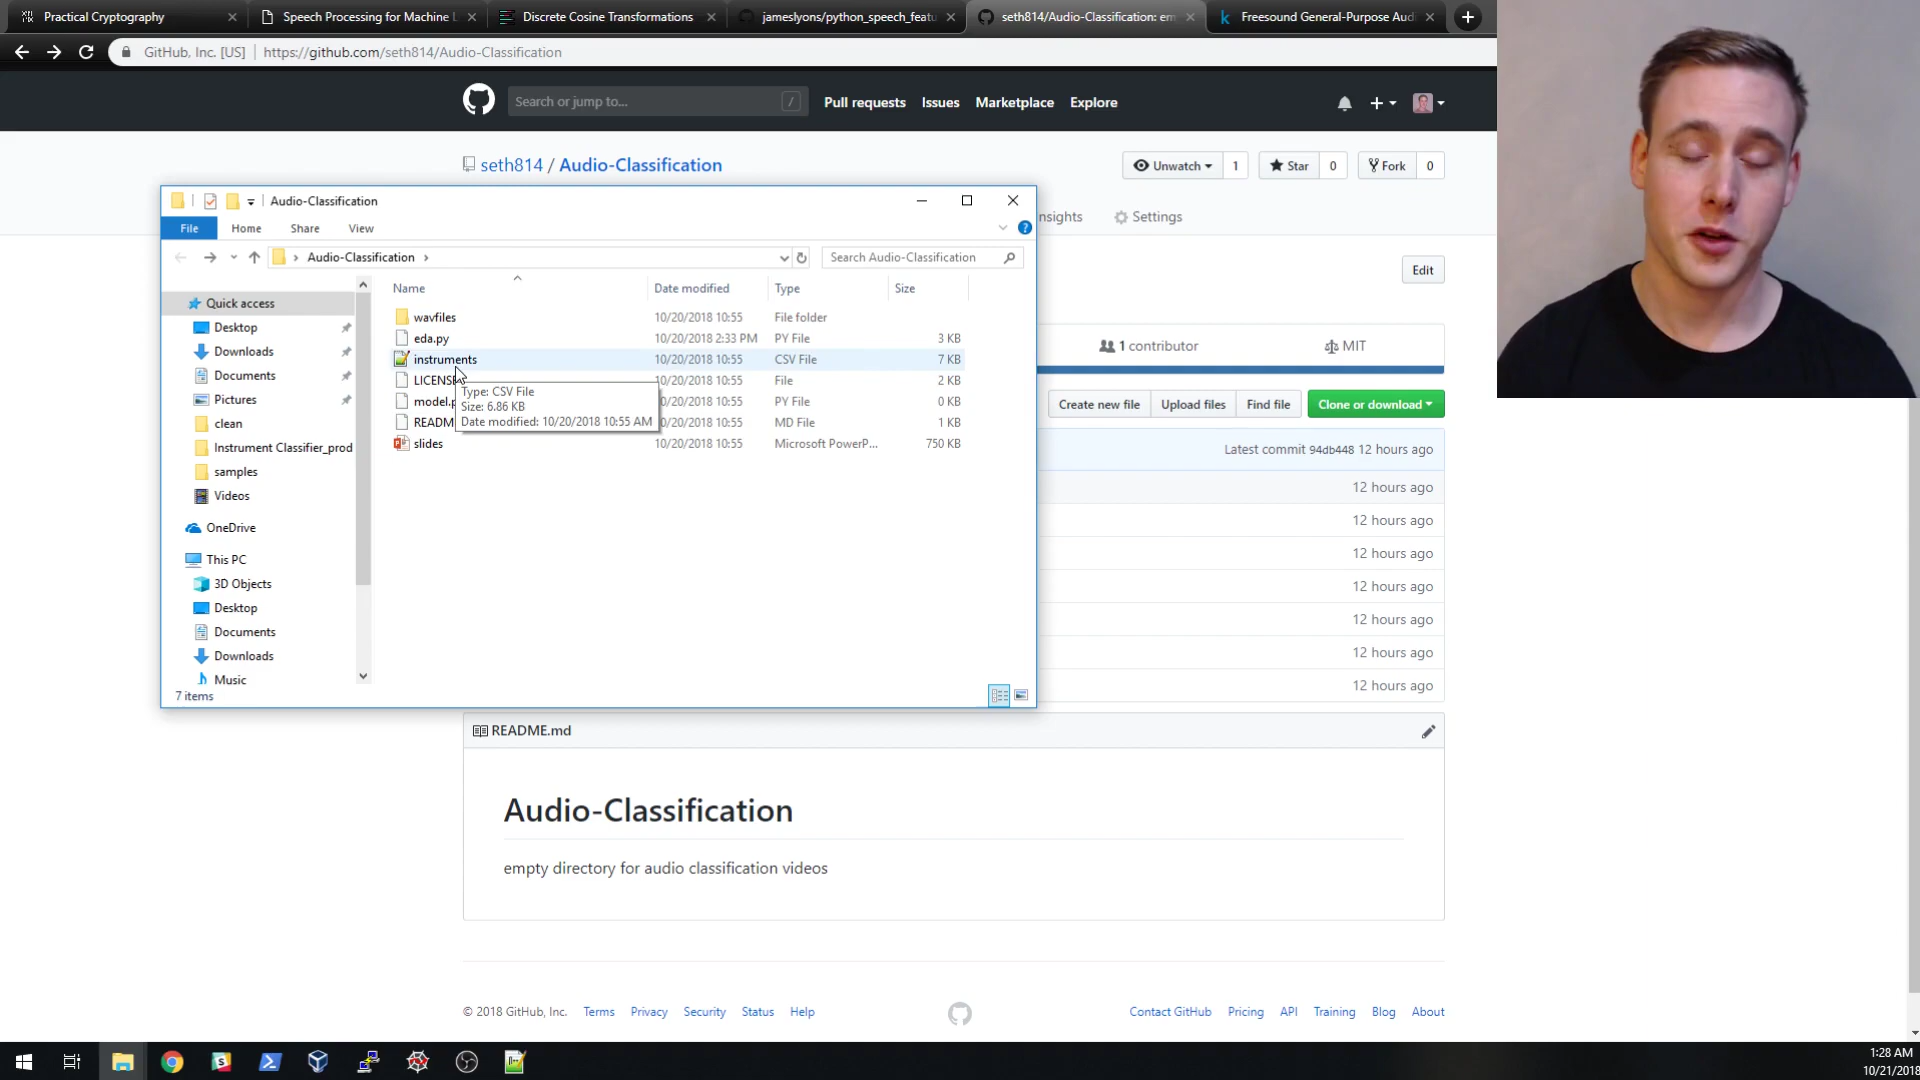 Practical Cryptography
Speech Processing for Machine L
Discrete Cosine Transformations
jameslyons/python_speech_featu
seth814/Audio-Classification: em
Freesound General-Purpose Aud
GitHub, Inc. [US]
https://github.com/seth814/Audio-Classification
Search or jump to...
/
Pull requests
Issues
Marketplace
Explore
seth814 / Audio-Classification
Unwatch
1
Star
0
Fork
0
nsights
Settings
Edit
1 contributor
MIT
Create new file
Upload files
Find file
Clone or download
Latest commit 94db448 12 hours ago
12 hours ago
12 hours ago
12 hours ago
12 hours ago
12 hours ago
12 hours ago
12 hours ago
Audio-Classification
File
Home
Share
View
Audio-Classification
Search Audio-Classification
Name
Date modified
Type
Size
wavfiles
10/20/2018 10:55
File folder
eda.py
10/20/2018 2:33 PM
PY File
3 KB
instruments
10/20/2018 10:55
CSV File
7 KB
LICENSE
10/20/2018 10:55
File
2 KB
model.p
0/20/2018 10:55
PY File
0 KB
README
0/20/2018 10:55
MD File
1 KB
slides
10/20/2018 10:55
Microsoft PowerP...
750 KB
Type: CSV File
Size: 6.86 KB
Date modified: 10/20/2018 10:55 AM
Quick access
Desktop
Downloads
Documents
Pictures
clean
Instrument Classifier_prod
samples
Videos
OneDrive
This PC
3D Objects
Desktop
Documents
Downloads
Music
7 items
README.md
Audio-Classification
empty directory for audio classification videos
© 2018 GitHub, Inc.
Terms
Privacy
Security
Status
Help
Contact GitHub
Pricing
API
Training
Blog
About
1:28 AM
10/21/2018